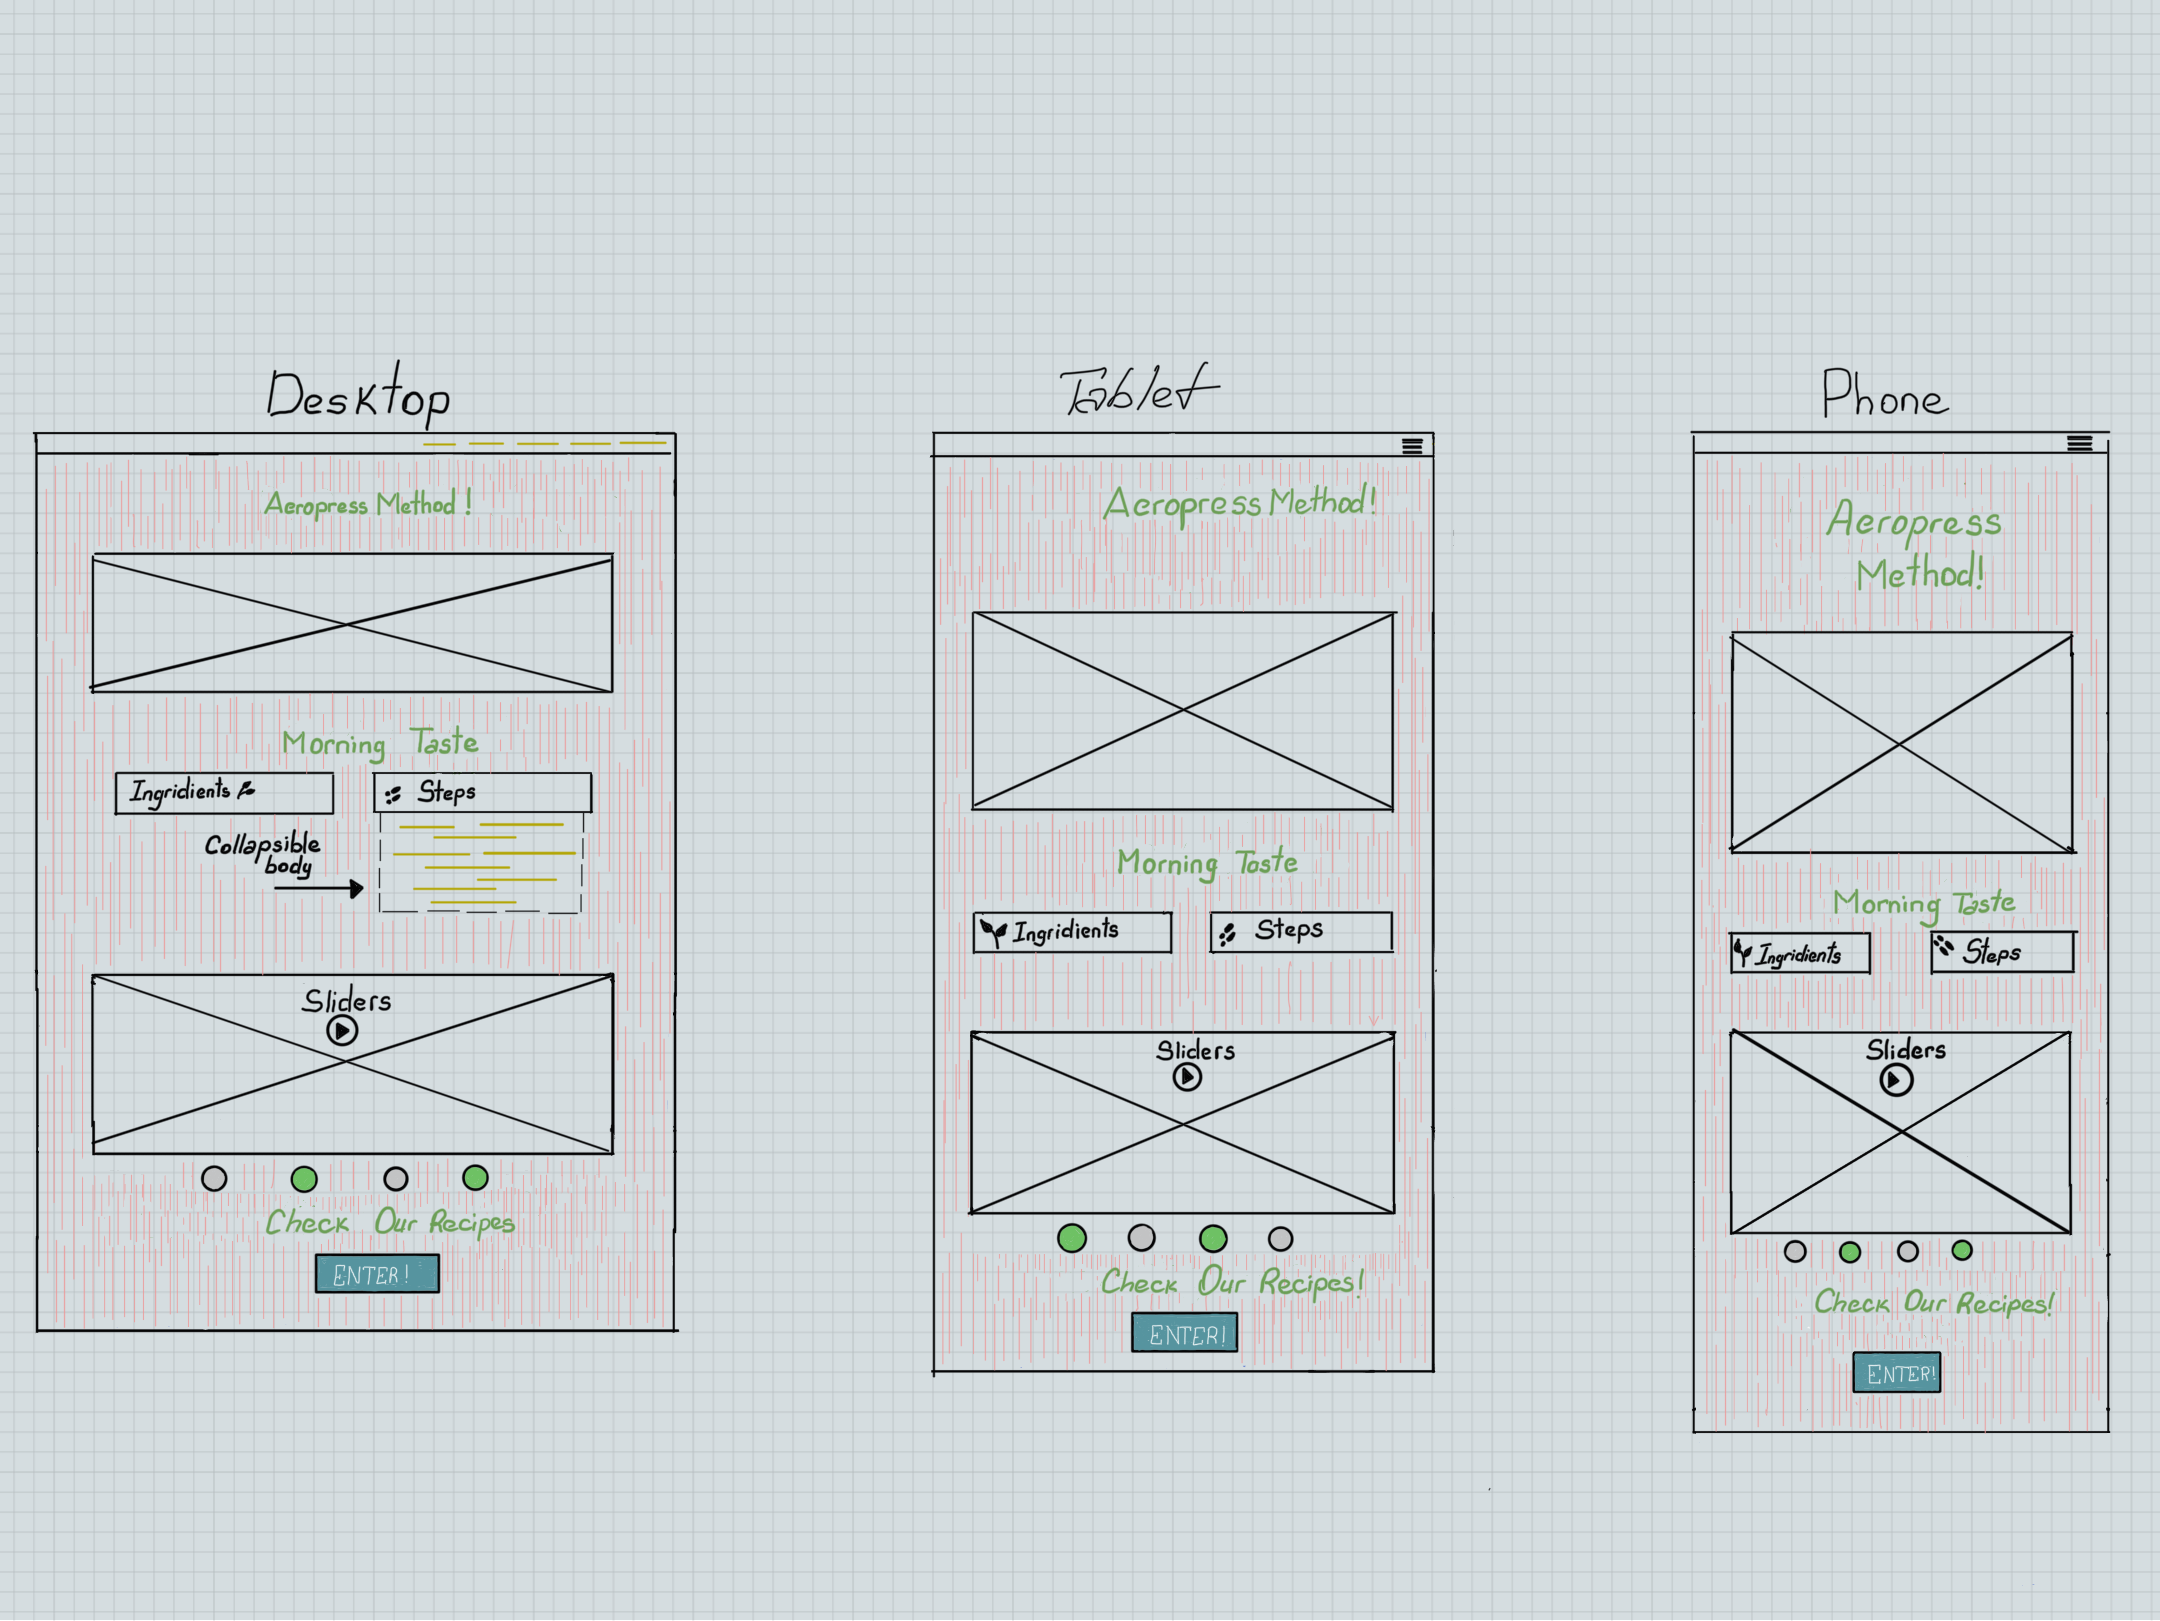 Desktop
Aeropress Method!
Morning Taste
Ingridients
Steps
Collapsible
body
Sliders
Check Our Recipes
ENTER!
Tablet
Aeropress Method!
Morning Taste
Ingridients
Steps
Sliders
Check Our Recipes!
ENTER!
Phone
Aeropress
Method!
Morning Taste
Ingridients
Steps
Sliders
Check Our Recipes!
ENTER!